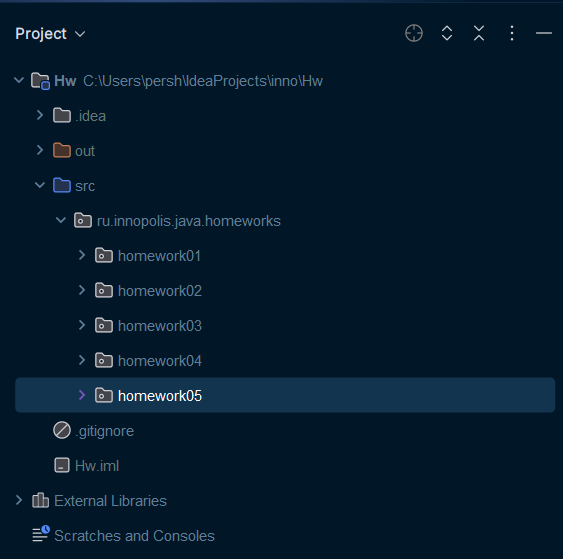 Project
Hw C:\Users\persh\IdeaProjects\inno\Hw
.idea
out
src
ru.innopolis.java.homeworks
homework01
homework02
homework03
homework04
homework05
.gitignore
Hw.iml
External Libraries
Scratches and Consoles